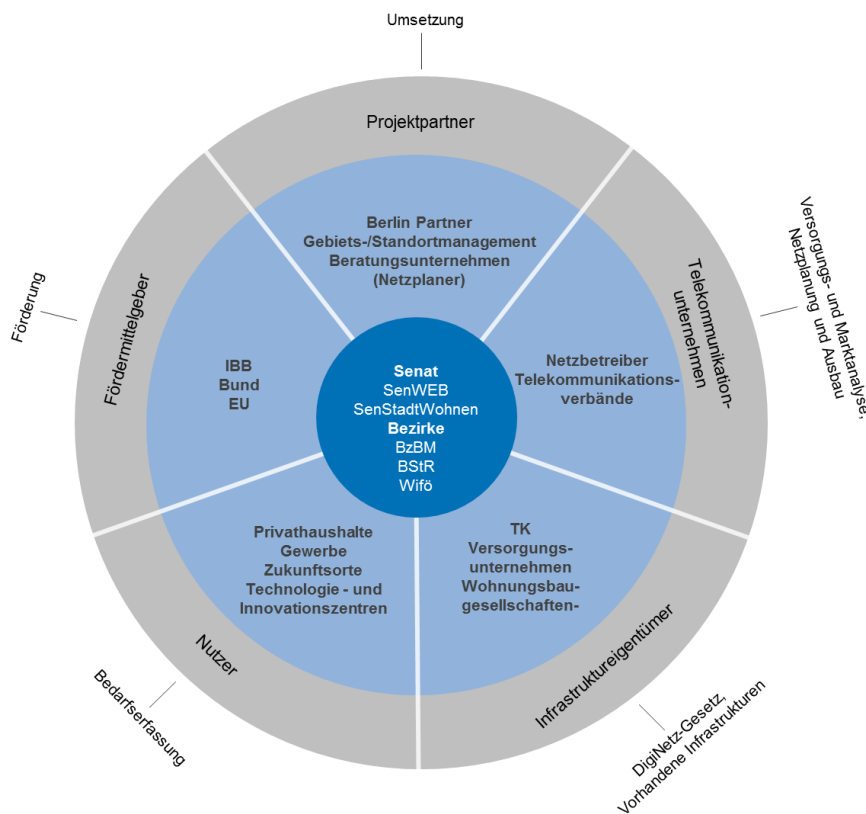 Umsetzung
Projektpartner
Berlin Partner
Gebiets-/Standortmanagement
Beratungsunternehmen
(Netzplaner)
Versorgungs- und Marktanalyse,
Netzplanung und Ausbau
Telekommunikation-
unternehmen
Netzbetreiber
Telekommunikations-
verbände
Förderung
Fördermittelgeber
IBB
Bund
EU
Senat
SenWEB
SenStadtWohnen
Bezirke
BzBM
BStR
Wifö
Privathaushalte
Gewerbe
Zukunftsorte
Technologie - und
Innovationszentren
Nutzer
Bedarfserfassung
TK
Versorgungs-
unternehmen
Wohnungsbau-
gesellschaften-
Infrastruktureigentümer
DigiNetz-Gesetz,
Vorhandene Infrastrukturen